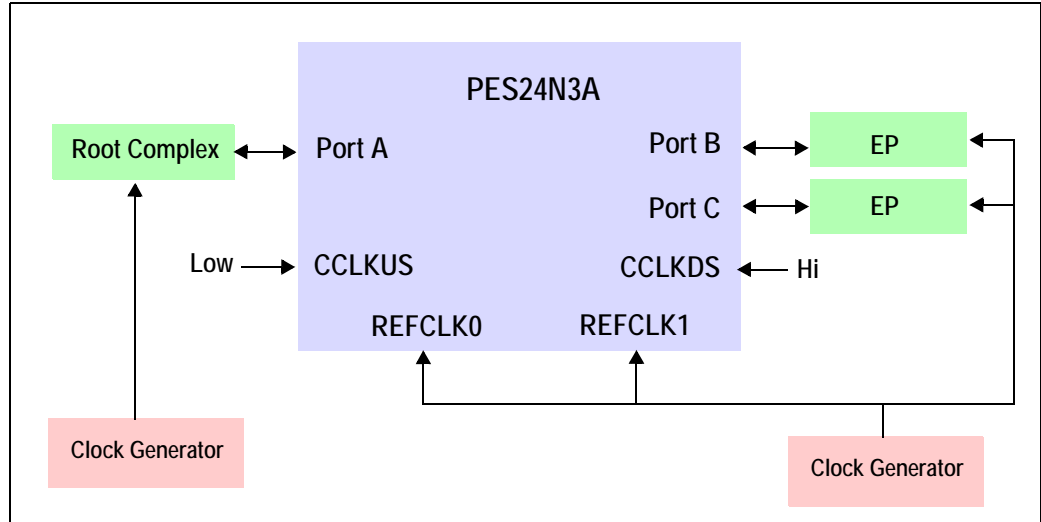 PES24N3A
Root Complex
Port A
Port B
EP
Port C
EP
Low
CCLKUS
CCLKDS
Hi
REFCLK0
REFCLK1
Clock Generator
Clock Generator